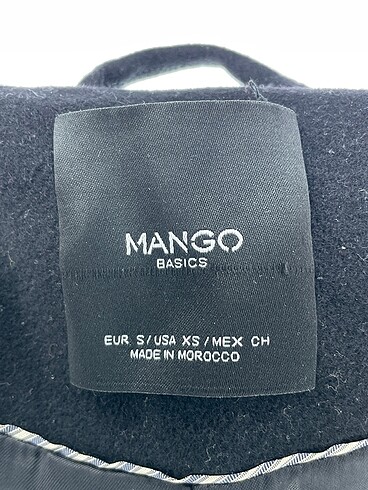 MANGO
BASICS
EUR S/USA XS/MEX CH
MADE IN MOROCCO